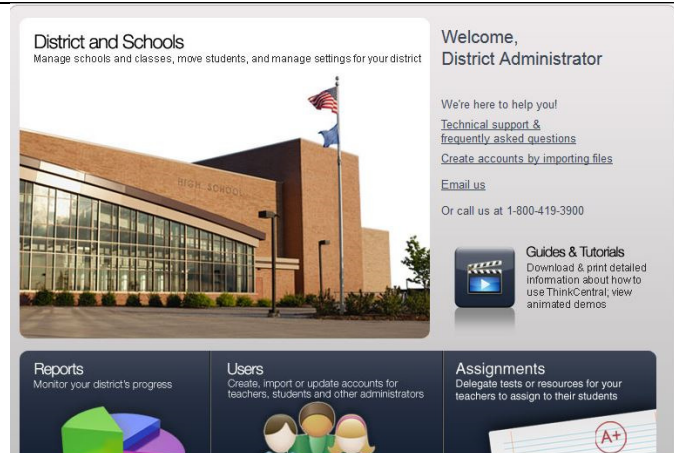 District and Schools
Manage schools and classes, move students, and manage settings for your district
HIGH SCHOOL
Welcome,
District Administrator
We're here to help you!
Technical support &
frequently asked questions
Create accounts by importing files
Email us
Or call us at 1-800-419-3900
Guides & Tutorials
Download & print detailed
information about how to
use ThinkCentral; view
animated demos
Reports
Monitor your district's progress
Users
Create, import or update accounts for
teachers, students and other administrators
Assignments
Delegate tests or resources for your
teachers to assign to their students
A+